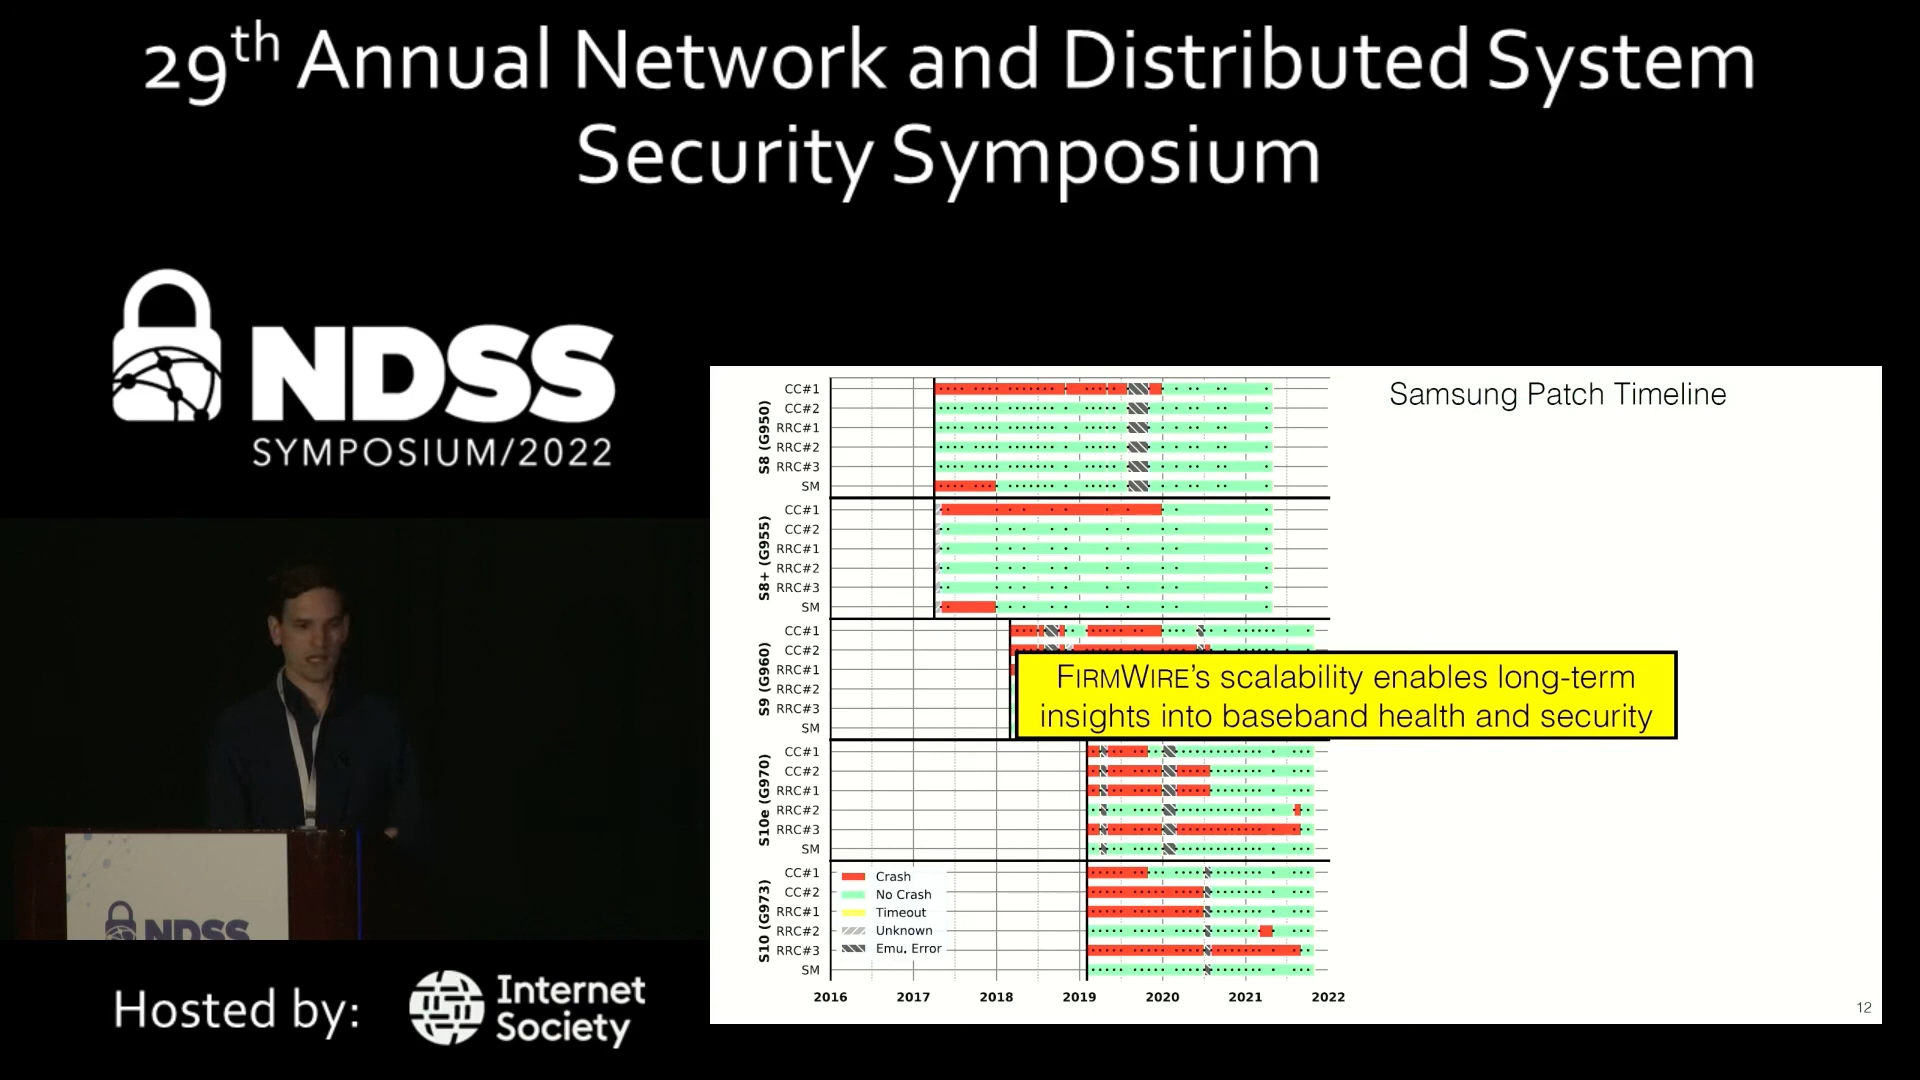 29th Annual Network and Distributed System
Security Symposium
NDSS
SYMPOSIUM/2022
Samsung Patch Timeline
S8 (G950)
CC#1
CC#2
RRC#1
RRC#2
RRC#3
SM
S8+ (G955)
CC#1
CC#2
RRC#1
RRC#2
RRC#3
SM
S9 (G960)
CC#1
CC#2
RRC#1
RRC#2
RRC#3
SM
FIRMWIRE's scalability enables long-term
insights into baseband health and security
S10e (G970)
CC#1
CC#2
RRC#1
RRC#2
RRC#3
SM
S10 (G973)
CC#1
CC#2
RRC#1
RRC#2
RRC#3
SM
Crash
No Crash
Timeout
Unknown
Emu. Error
2016 2017 2018 2019 2020 2021 2022
12
NDSS
Hosted by:
Internet
Society